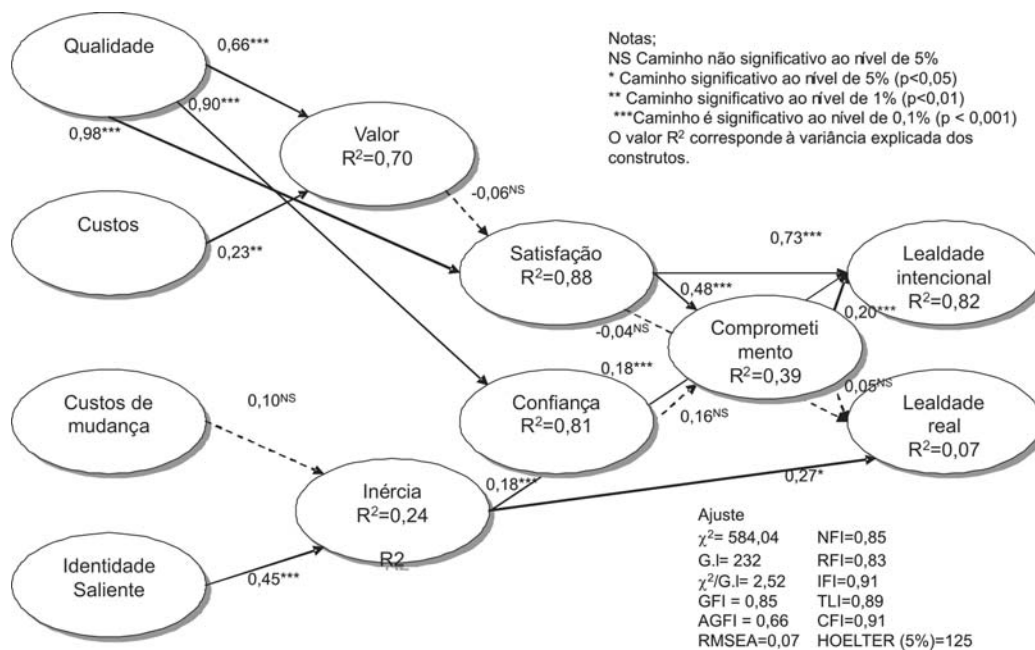 Qualidade
0,66***
0,90***
0,98***
Notas;
NS Caminho não significativo ao nível de 5%
* Caminho significativo ao nível de 5% (p<0,05)
** Caminho significativo ao nível de 1% (p<0,01)
***Caminho é significativo ao nível de 0,1% (p < 0,001)
O valor R² corresponde à variância explicada dos
construtos.
Valor
R²=0,70
-0,06NS
Custos
0,23**
Satisfação
R²=0,88
0,73***
Lealdade
intencional
R²=0,82
0,48***
0,20***
-0,04NS
Comprometi
mento
R²=0,39
0,18***
0,05NS
Custos de
mudança
0,10NS
Confiança
R²=0,81
0,16NS
Lealdade
real
R²=0,07
Inércia
R²=0,24
R2
0,18***
0,27*
Identidade
Saliente
0,45***
Ajuste
χ²= 584,04 NFI=0,85
G.l= 232 RFI=0,83
χ²/G.l= 2,52 IFI=0,91
GFI = 0,85 TLI=0,89
AGFI = 0,66 CFI=0,91
RMSEA=0,07 HOELTER (5%)=125